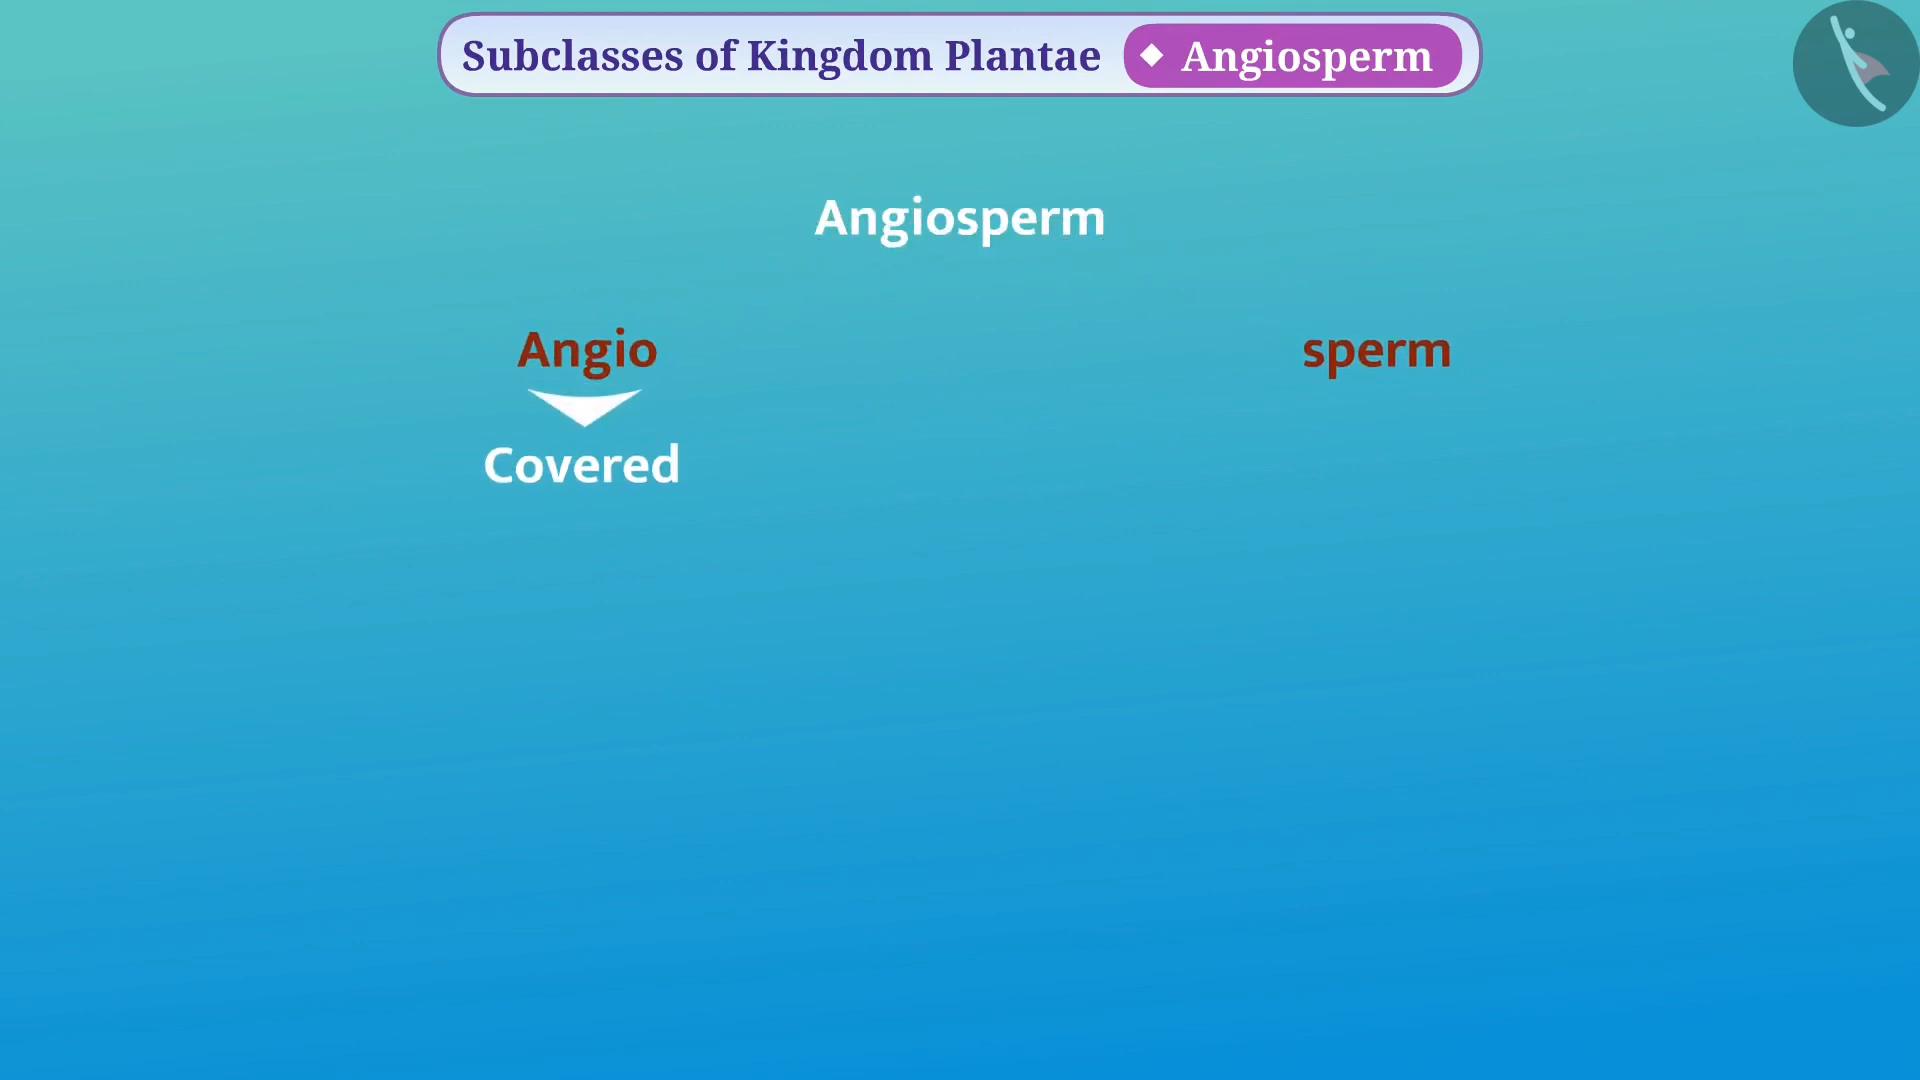 Subclasses of Kingdom Plantae ◆ Angiosperm
Angiosperm
Angio sperm
Covered